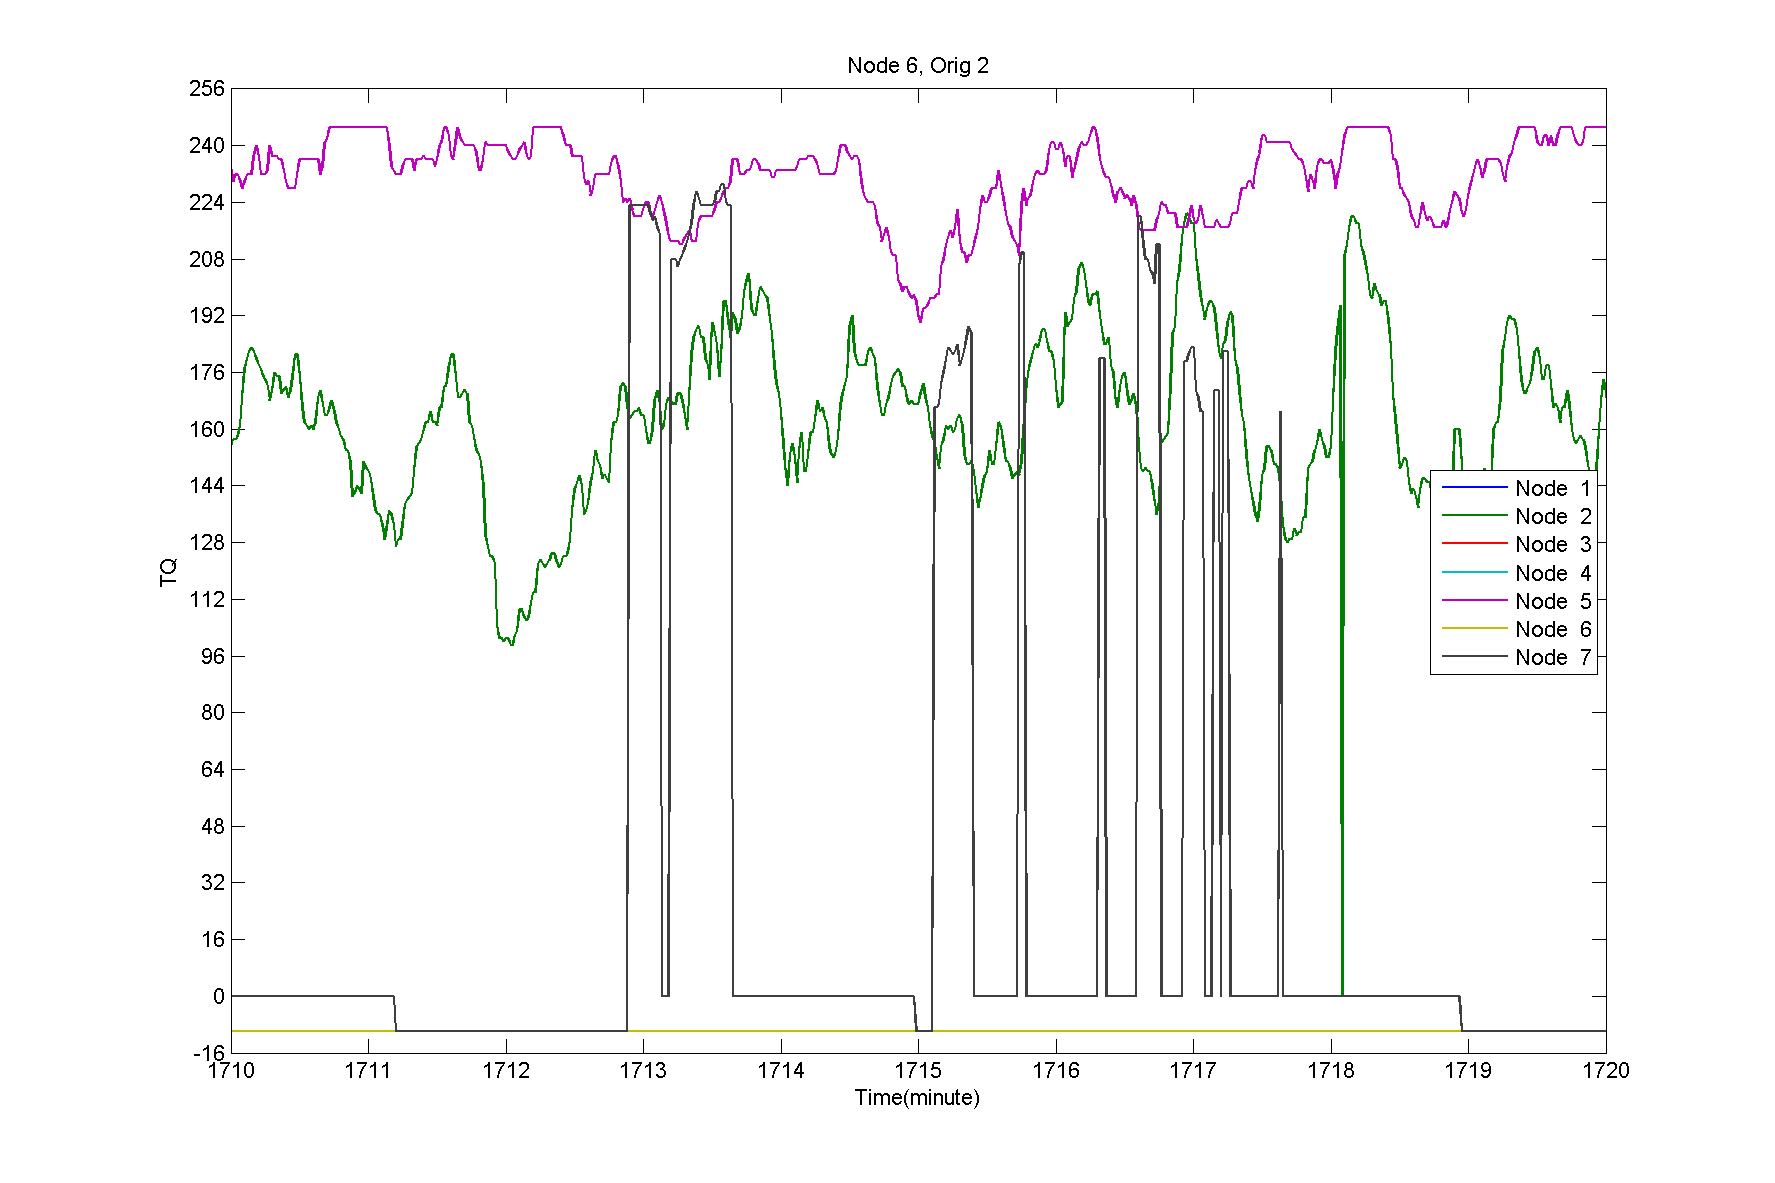 Node 6, Orig 2
256
240
224
208
192
176
160
144
128
112
96
80
64
48
32
16
0
-16
TQ
Node 1
Node 2
Node 3
Node 4
Node 5
Node 6
Node 7
1710 1711 1712 1713 1714 1715 1716 1717 1718 1719 1720
Time(minute)